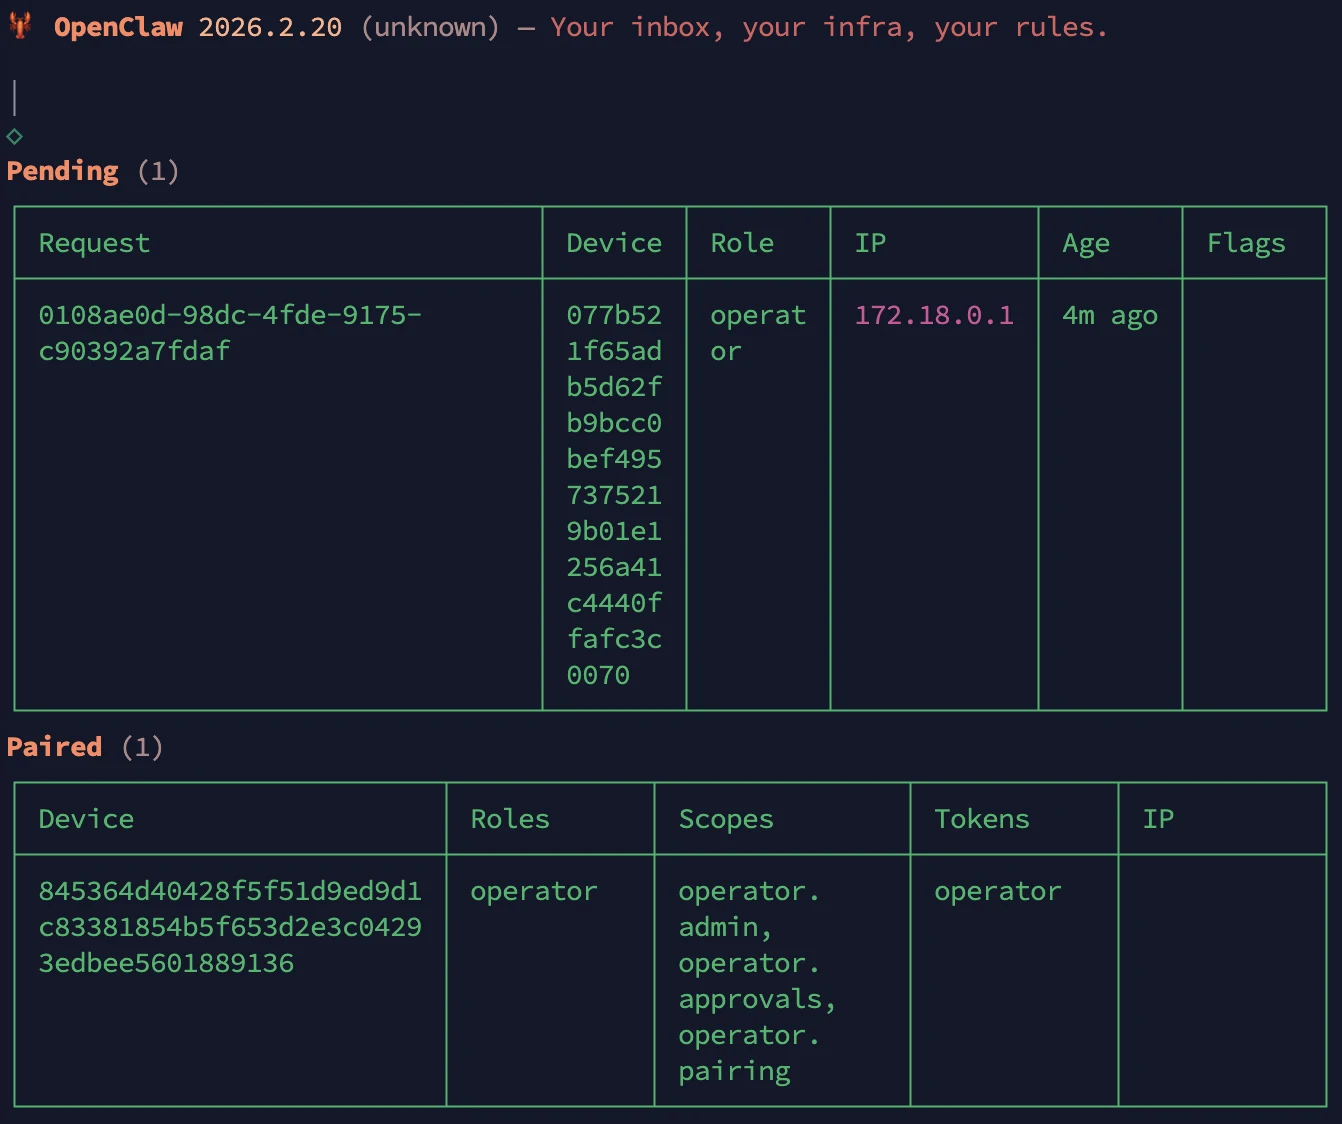 OpenClaw 2026.2.20 (unknown) — Your inbox, your infra, your rules.
Pending (1)
Request Device Role IP Age Flags
0108ae0d-98dc-4fde-9175- 077b52 operat 172.18.0.1 4m ago
c90392a7fdaf 1f65ad or
b5d62f
b9bcc0
bef495
737521
9b01e1
256a41
c4440f
fafc3c
0070
Paired (1)
Device Roles Scopes Tokens IP
845364d40428f5f51d9ed9d1 operator operator. operator
c83381854b5f653d2e3c0429 admin,
3edbee5601889136 operator.
approvals,
operator.
pairing